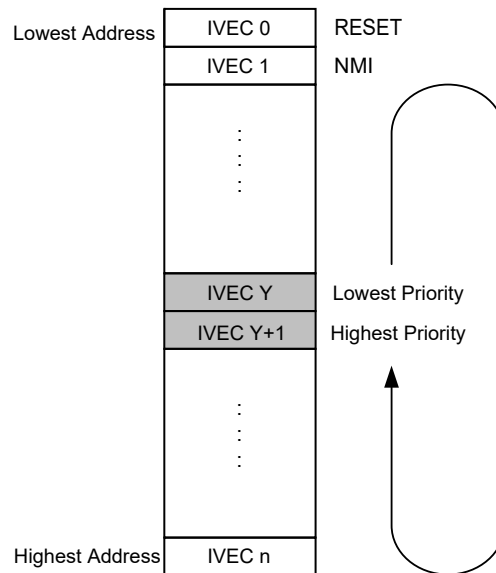 Lowest Address IVEC 0 RESET
IVEC 1 NMI
:
:
:
IVEC Y Lowest Priority
IVEC Y+1 Highest Priority
:
:
:
Highest Address IVEC n